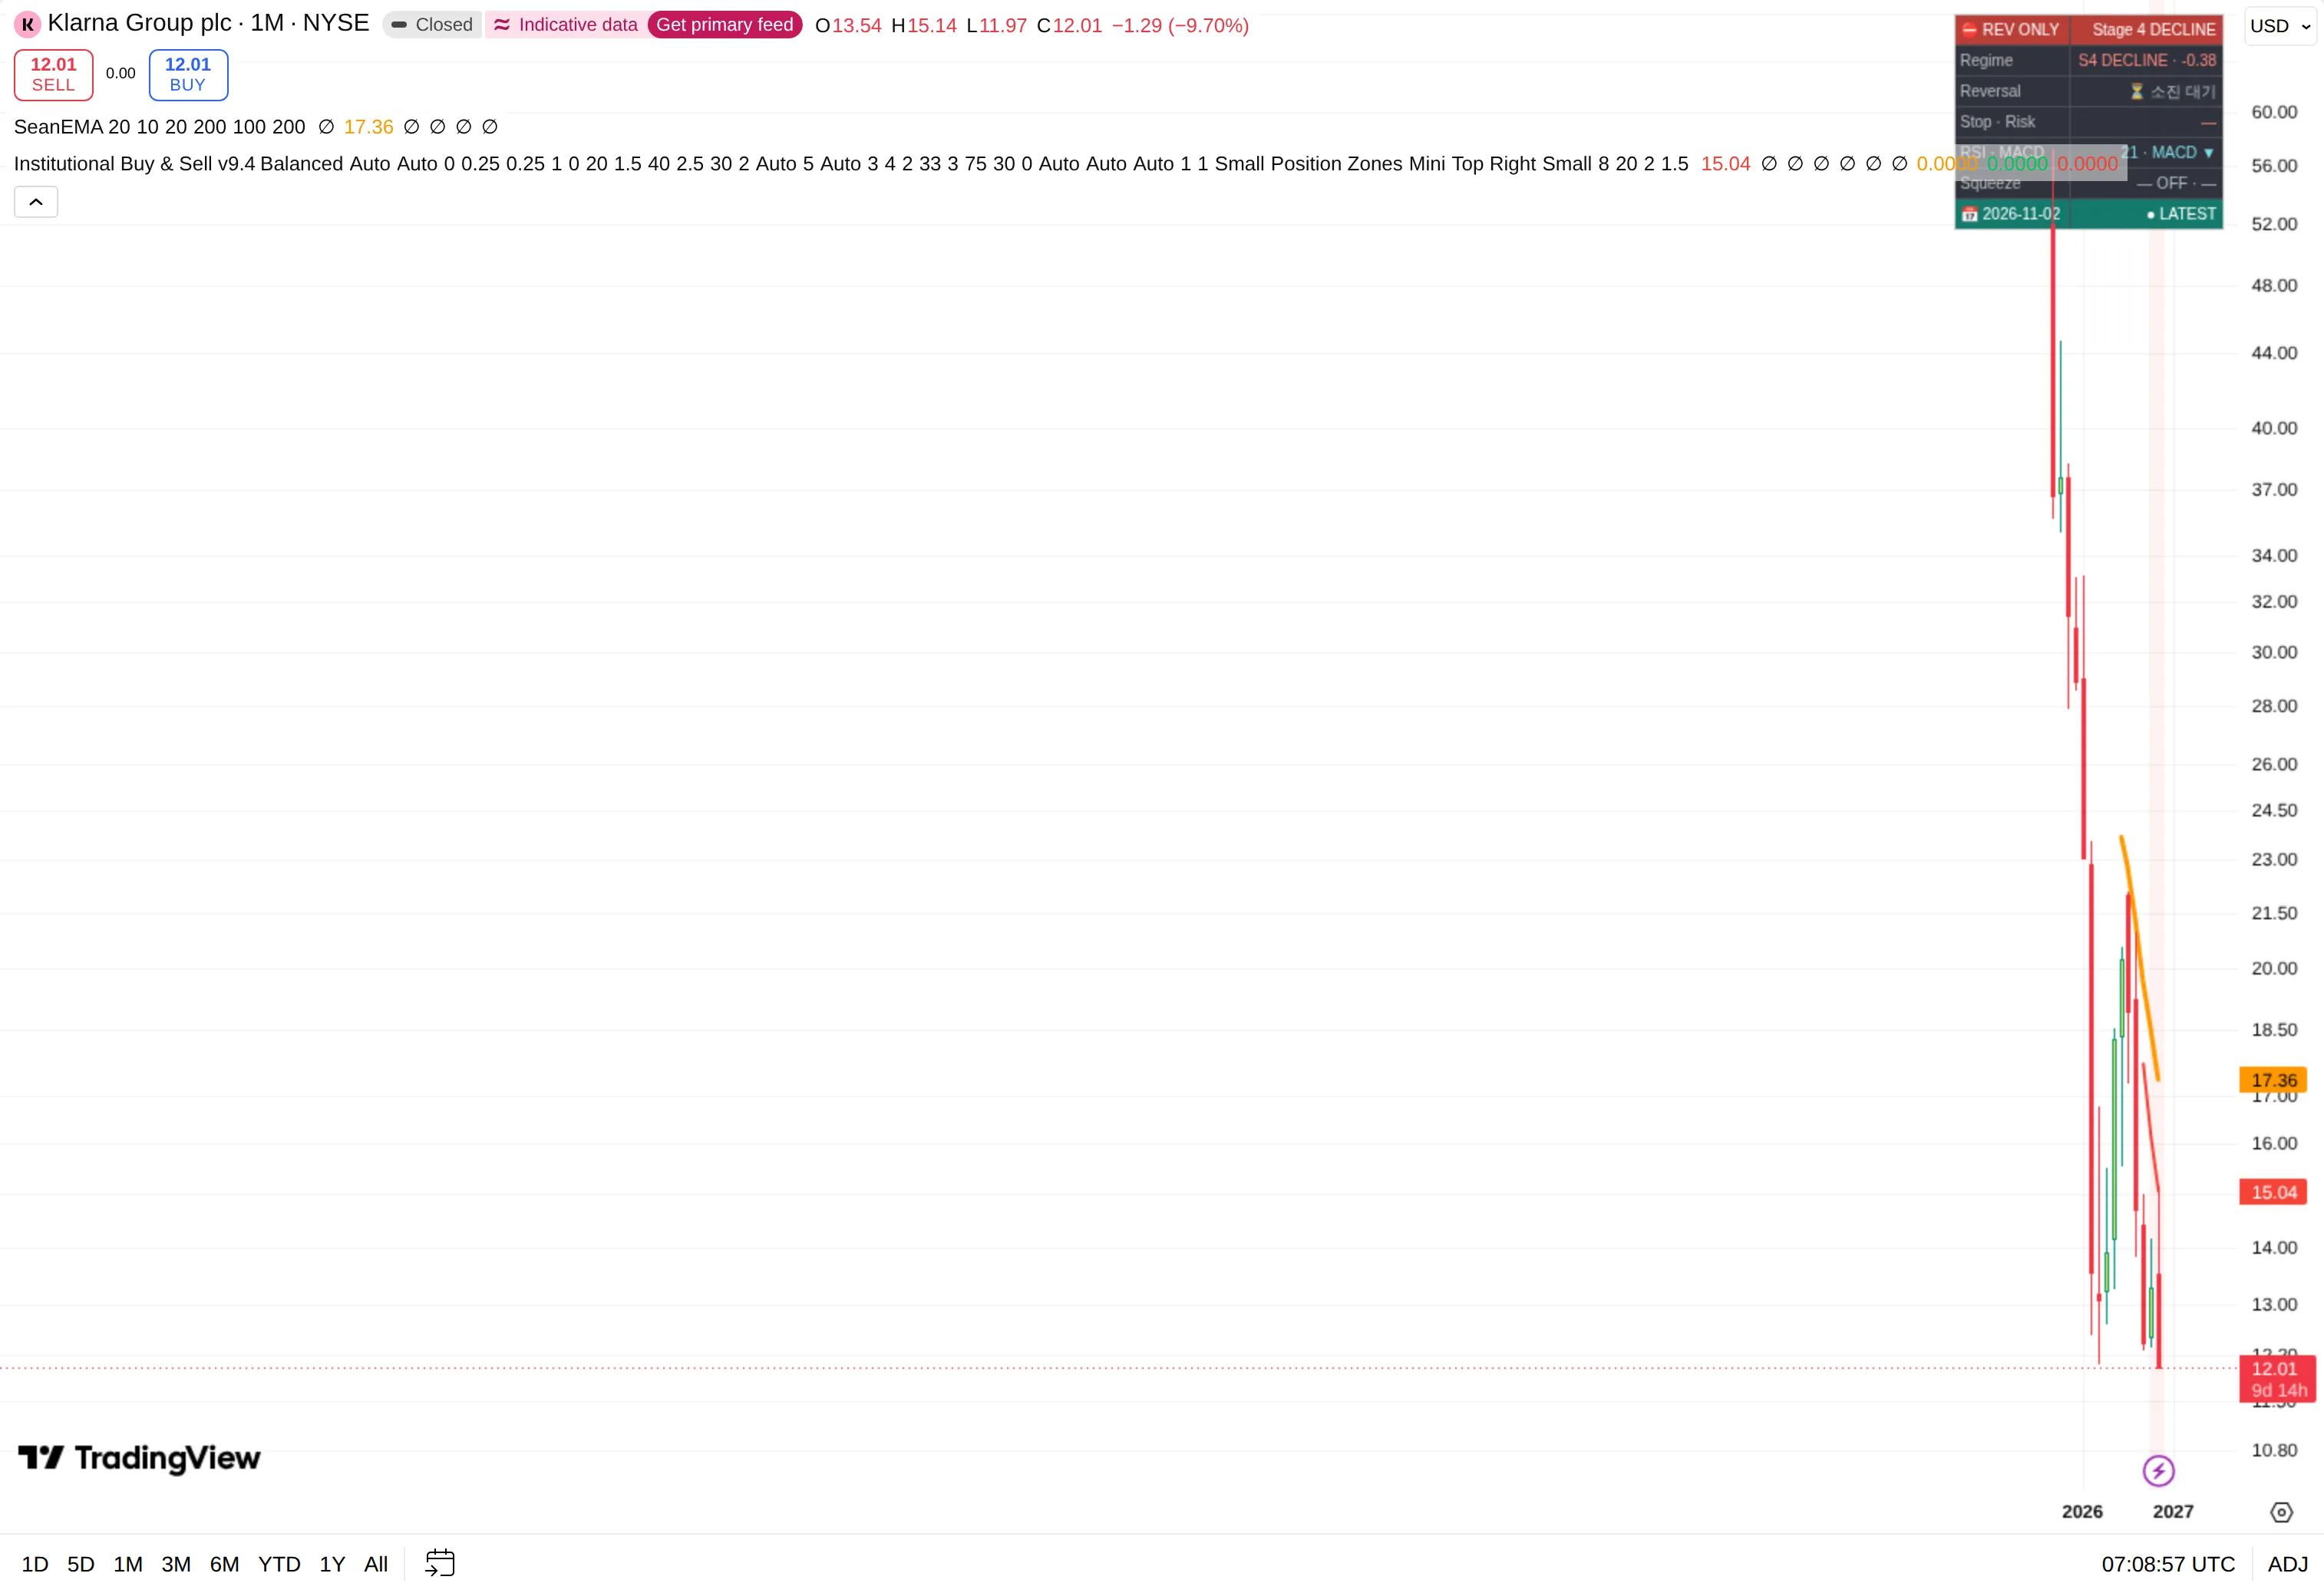 Klarna Group plc · 1M · NYSE Closed Indicative data Get primary feed O13.54 H15.14 L11.97 C12.01 −1.29 (−9.70%)
12.01 SELL 0.00 12.01 BUY
SeanEMA 20 10 20 200 100 200 ∅ 17.36 ∅ ∅ ∅ ∅
Institutional Buy & Sell v9.4 Balanced Auto Auto 0 0.25 0.25 1 0 20 1.5 40 2.5 30 2 Auto 5 Auto 3 4 2 33 3 75 30 0 Auto Auto Auto 1 1 Small Position Zones Mini Top Right Small 8 20 2 1.5 15.04 ∅ ∅ ∅ ∅ ∅ ∅ 0.0000 0.0000 0.0000
⛔ REV ONLY Stage 4 DECLINE
Regime S4 DECLINE · -0.38
Reversal ⏳ 소진 대기
Stop · Risk —
RSI · MACD 21 · MACD ▼
Squeeze — OFF · —
📅 2026-11-02 ● LATEST
USD
60.00
56.00
52.00
48.00
44.00
40.00
37.00
34.00
32.00
30.00
28.00
26.00
24.50
23.00
21.50
20.00
18.50
17.36
17.00
16.00
15.04
14.00
13.00
12.20
12.01
9d 14h
11.50
10.80
TradingView
2026 2027
1D 5D 1M 3M 6M YTD 1Y All 07:08:57 UTC ADJ